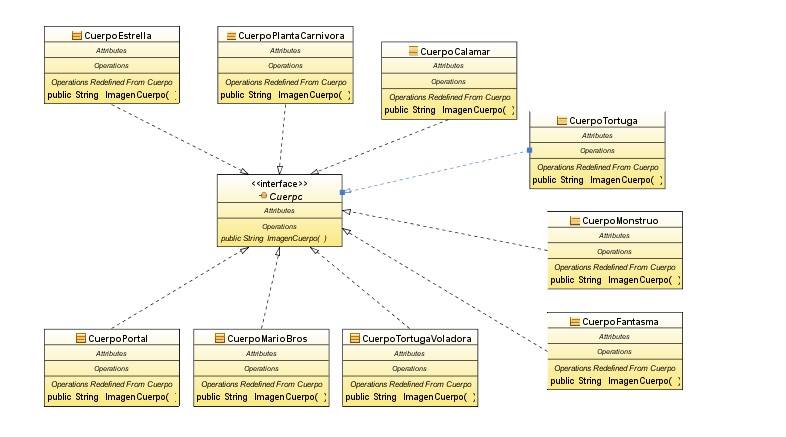 CuerpoEstrella
Attributes
Operations
Operations Redefined From Cuerpo
public String ImagenCuerpo( )
CuerpoPlantaCarnivora
Attributes
Operations
Operations Redefined From Cuerpo
public String ImagenCuerpo( )
CuerpoCalamar
Attributes
Operations
Operations Redefined From Cuerpo
public String ImagenCuerpo( )
CuerpoTortuga
Attributes
Operations
Operations Redefined From Cuerpo
public String ImagenCuerpo( )
<<interface>>
Cuerpc
Attributes
Operations
public String ImagenCuerpo( )
CuerpoMonstruo
Attributes
Operations
Operations Redefined From Cuerpo
public String ImagenCuerpo( )
CuerpoFantasma
Attributes
Operations
Operations Redefined From Cuerpo
public String ImagenCuerpo( )
CuerpoPortal
Attributes
Operations
Operations Redefined From Cuerpo
public String ImagenCuerpo( )
CuerpoMarioBros
Attributes
Operations
Operations Redefined From Cuerpo
public String ImagenCuerpo( )
CuerpoTortugaVoladora
Attributes
Operations
Operations Redefined From Cuerpo
public String ImagenCuerpo( )